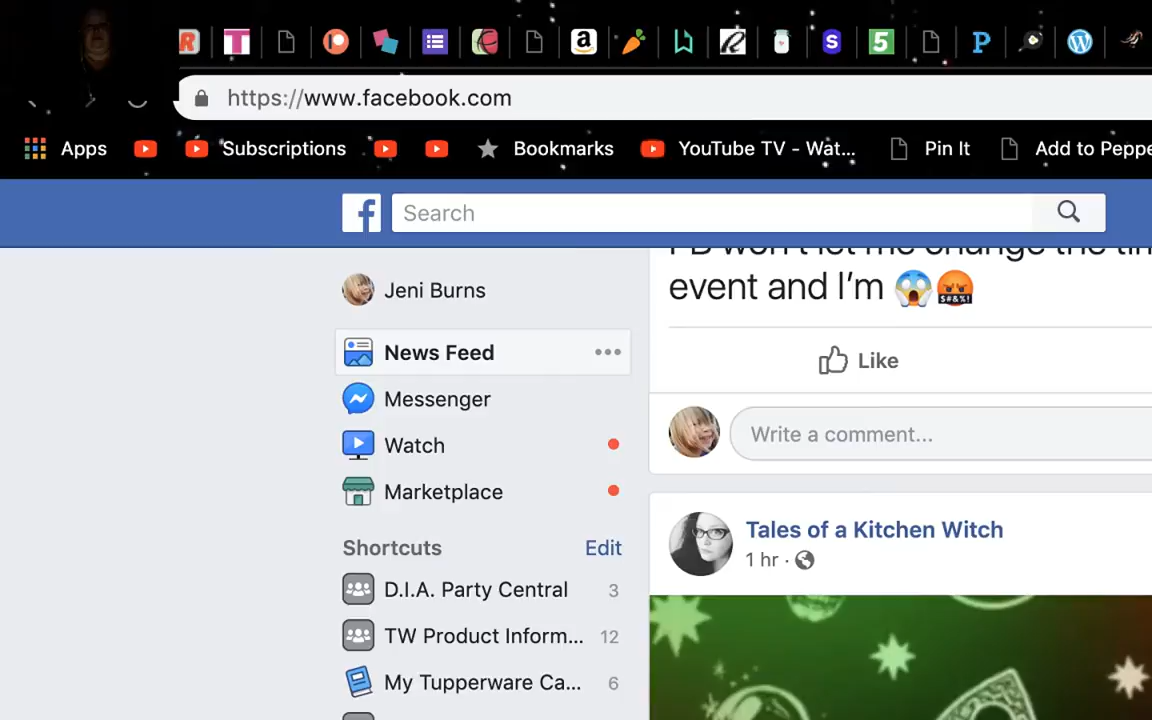 https://www.facebook.com
Apps
Subscriptions
Bookmarks
YouTube TV - Wat...
Pin It
Add to Peppe
Search
Jeni Burns
event and I'm
News Feed
Like
Messenger
Write a comment...
Watch
Marketplace
Tales of a Kitchen Witch
1 hr ·
Shortcuts
Edit
D.I.A. Party Central
3
TW Product Inform...
12
My Tupperware Ca...
6